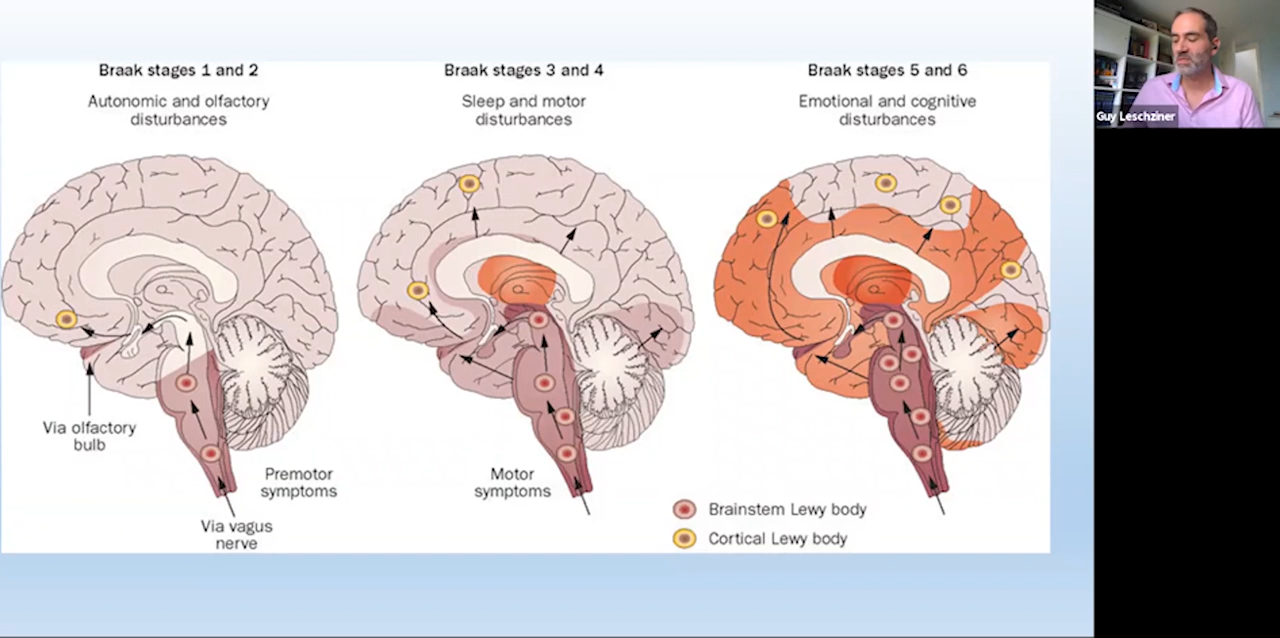 Braak stages 1 and 2
Autonomic and olfactory
disturbances
Via olfactory
bulb
Premotor
symptoms
Via vagus
nerve
Braak stages 3 and 4
Sleep and motor
disturbances
Motor
symptoms
Braak stages 5 and 6
Emotional and cognitive
disturbances
Brainstem Lewy body
Cortical Lewy body
Guy Leschziner